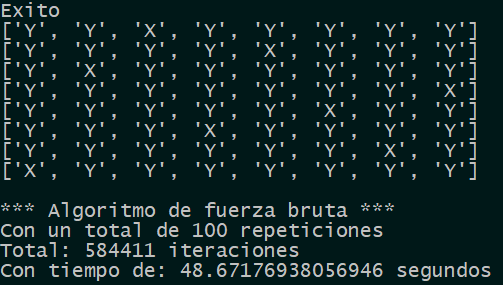 Exito
['Y', 'Y', 'X', 'Y', 'Y', 'Y', 'Y', 'Y']
['Y', 'Y', 'Y', 'Y', 'X', 'Y', 'Y', 'Y']
['Y', 'X', 'Y', 'Y', 'Y', 'Y', 'Y', 'Y']
['Y', 'Y', 'Y', 'Y', 'Y', 'Y', 'Y', 'X']
['Y', 'Y', 'Y', 'Y', 'Y', 'X', 'Y', 'Y']
['Y', 'Y', 'Y', 'X', 'Y', 'Y', 'Y', 'Y']
['Y', 'Y', 'Y', 'Y', 'Y', 'Y', 'X', 'Y']
['X', 'Y', 'Y', 'Y', 'Y', 'Y', 'Y', 'Y']
*** Algoritmo de fuerza bruta ***
Con un total de 100 repeticiones
Total: 584411 iteraciones
Con tiempo de: 48.67176938056946 segundos